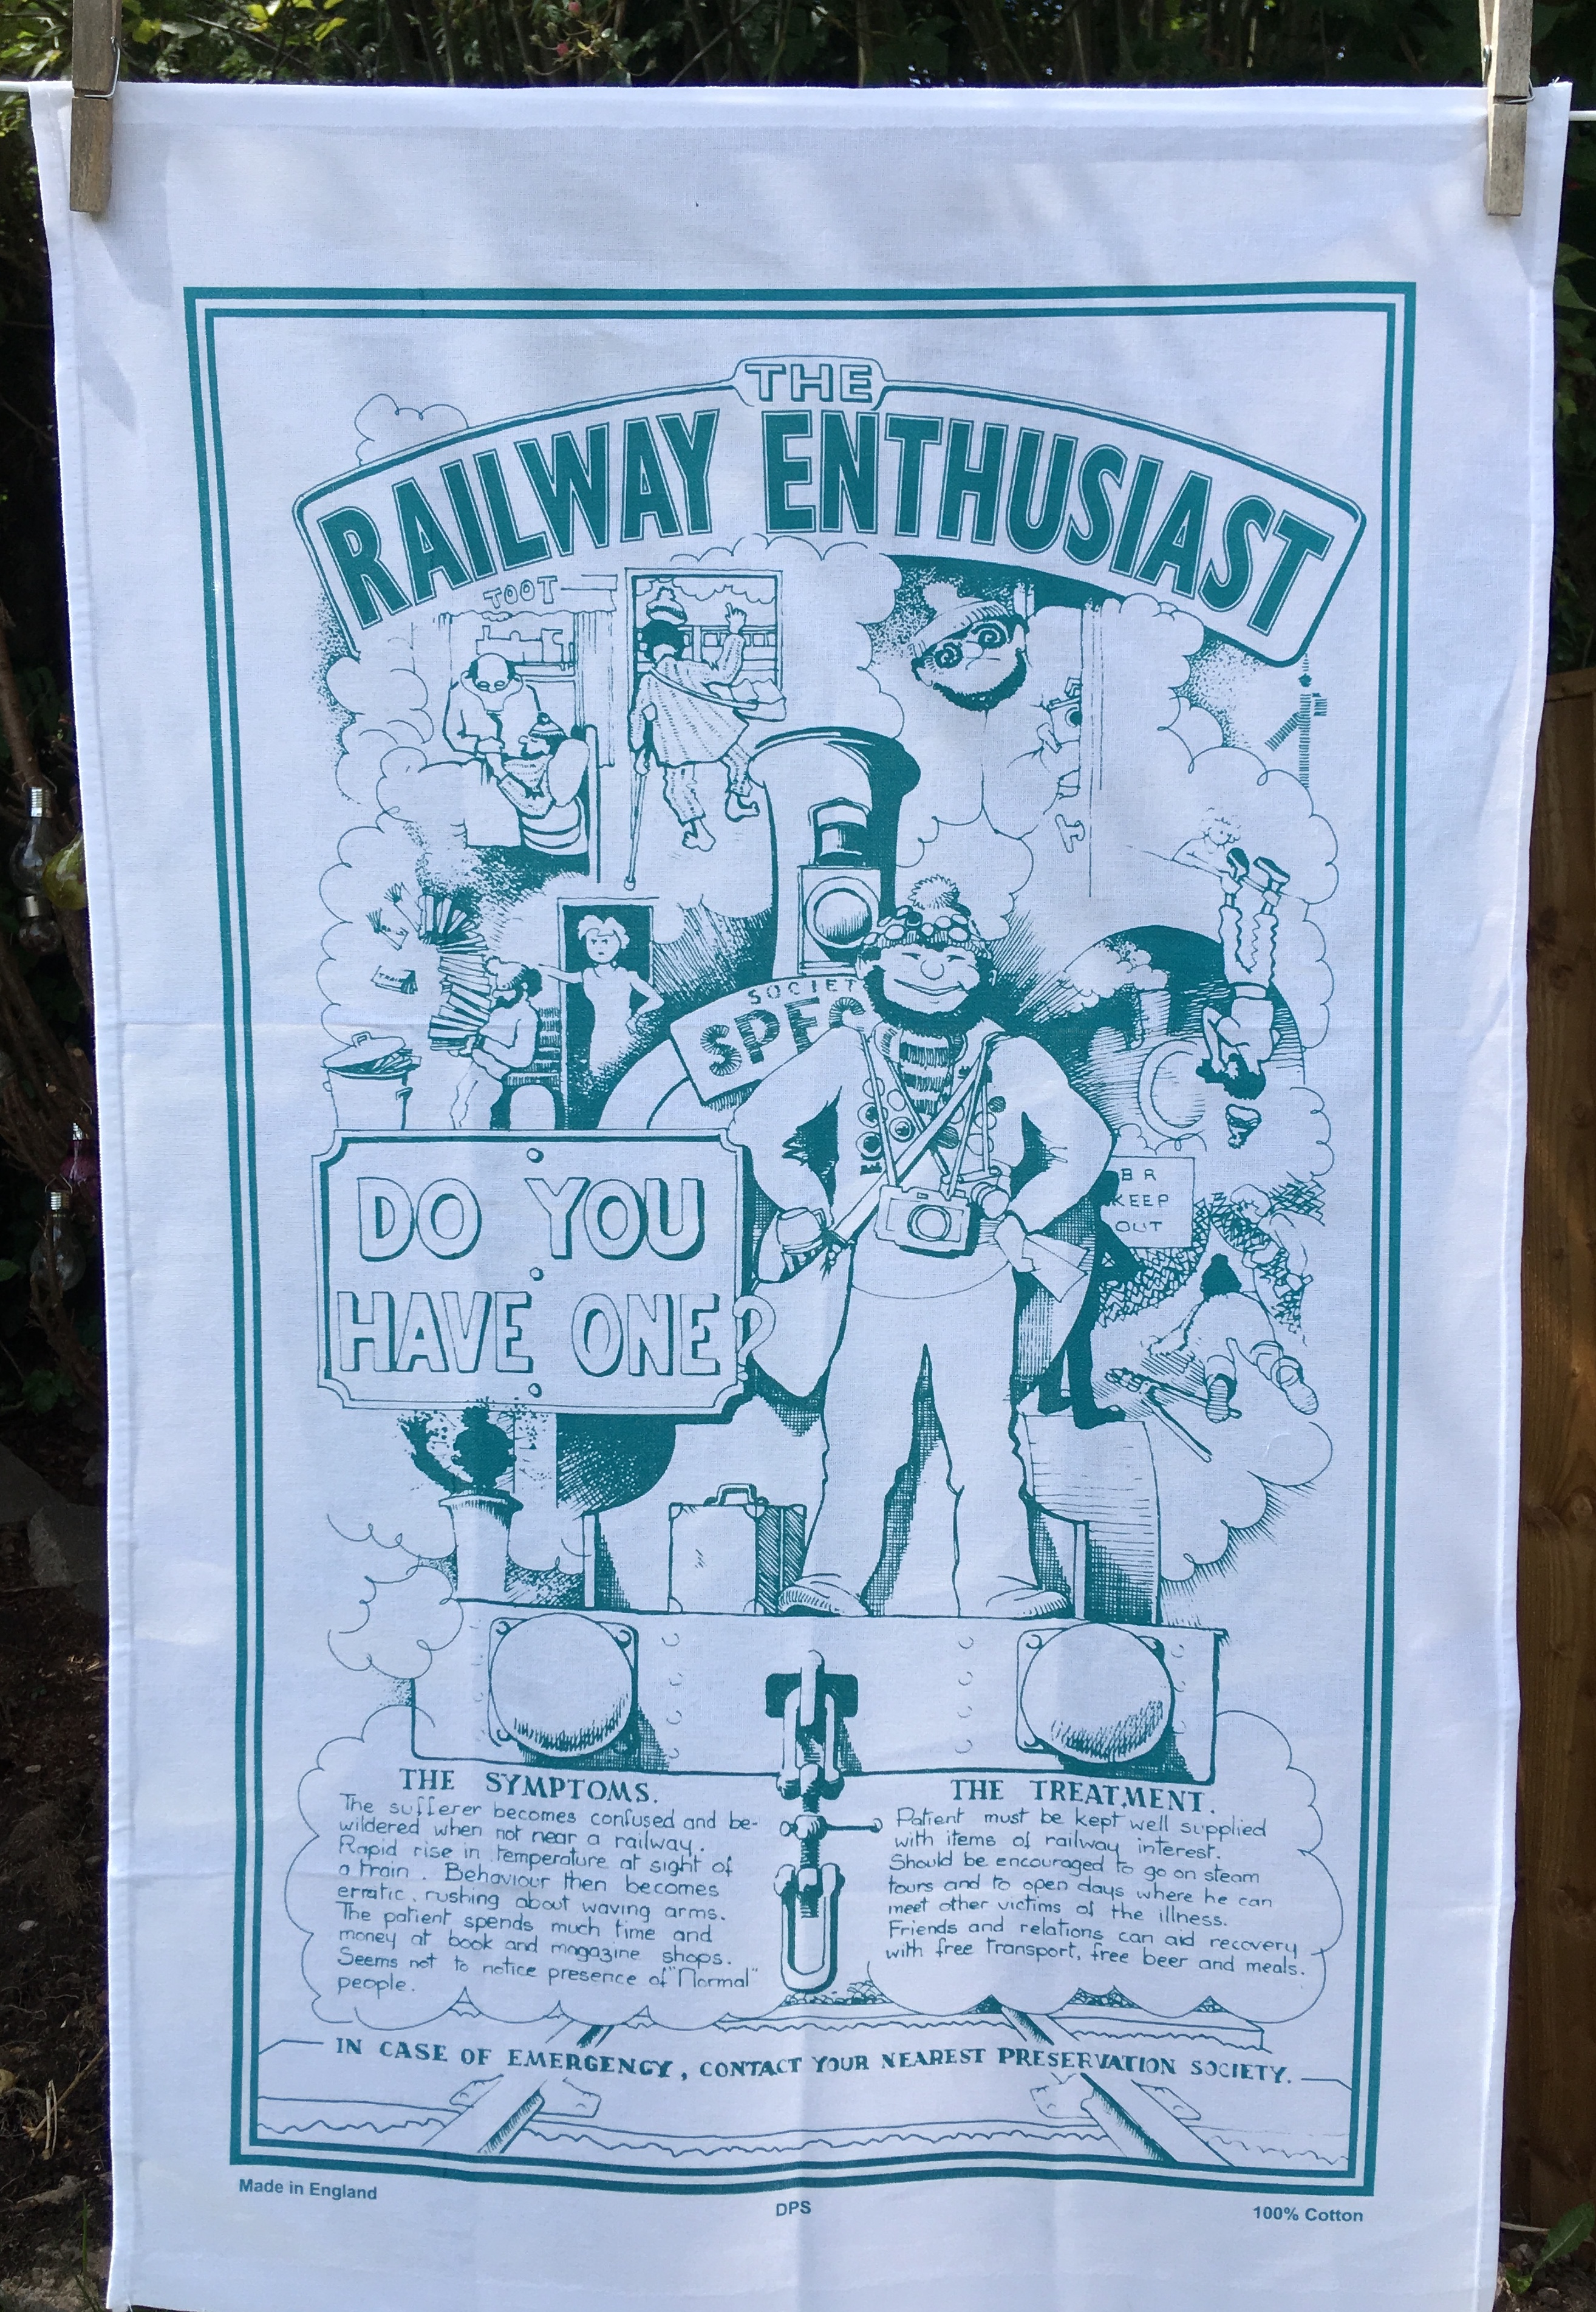 THE
RAILWAY ENTHUSIAST
TOOT
SOCIET
SPEC
DO YOU
HAVE ONE?
B R
KEEP
OUT
THE SYMPTOMS.
The sufferer becomes confused and be-
wildered when not near a railway.
Rapid rise in temperature at sight of
a train. Behaviour then becomes
erratic, rushing about waving arms.
The patient spends much time and
money at book and magazine shops.
Seems not to notice presence of "Normal"
people.
THE TREATMENT.
Patient must be kept well supplied
with items of railway interest.
Should be encouraged to go on steam
tours and to open days where he can
meet other victims of the illness.
Friends and relations can aid recovery
with free transport, free beer and meals.
IN CASE OF EMERGENCY, CONTACT YOUR NEAREST PRESERVATION SOCIETY.
Made in England
DPS
100% Cotton